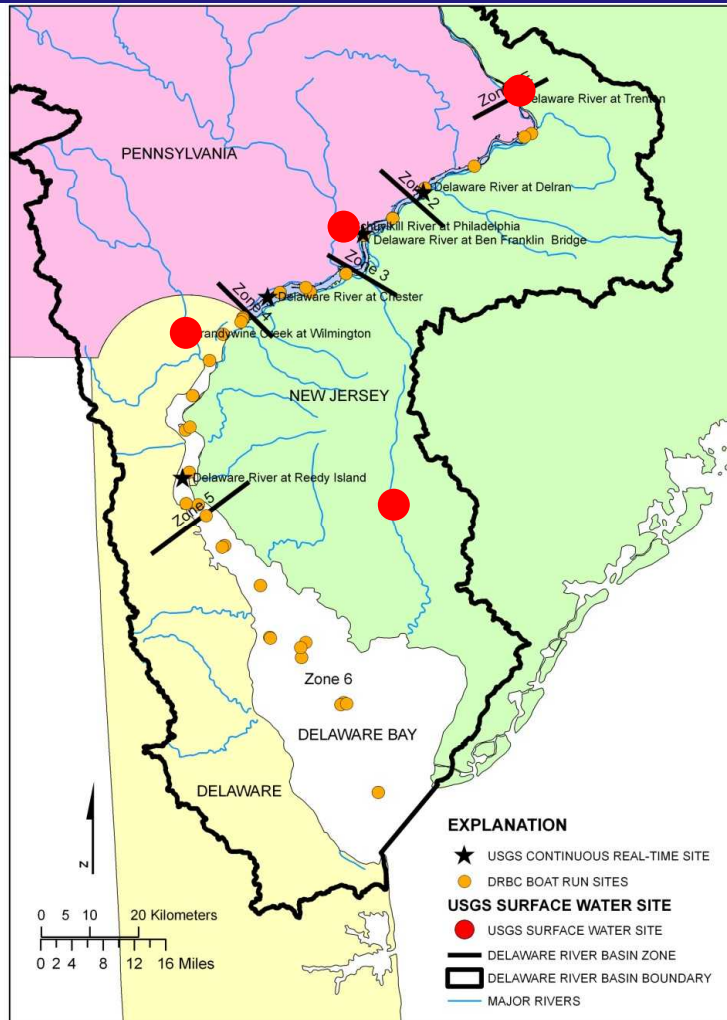 PENNSYLVANIA
Zone
elaware River at Trenton
Zone 2
Delaware River at Delran
chuylkill River at Philadelphia
Delaware River at Ben Franklin Bridge
Zone 3
Delaware River at Chester
Zone 4
randywine Creek at Wilmington
NEW JERSEY
Delaware River at Reedy Island
Zone 5
Zone 6
DELAWARE BAY
DELAWARE
N
0 5 10 20 Kilometers
0 2 4 8 12 16 Miles
EXPLANATION
USGS CONTINUOUS REAL-TIME SITE
DRBC BOAT RUN SITES
USGS SURFACE WATER SITE
USGS SURFACE WATER SITE
DELAWARE RIVER BASIN ZONE
DELAWARE RIVER BASIN BOUNDARY
MAJOR RIVERS